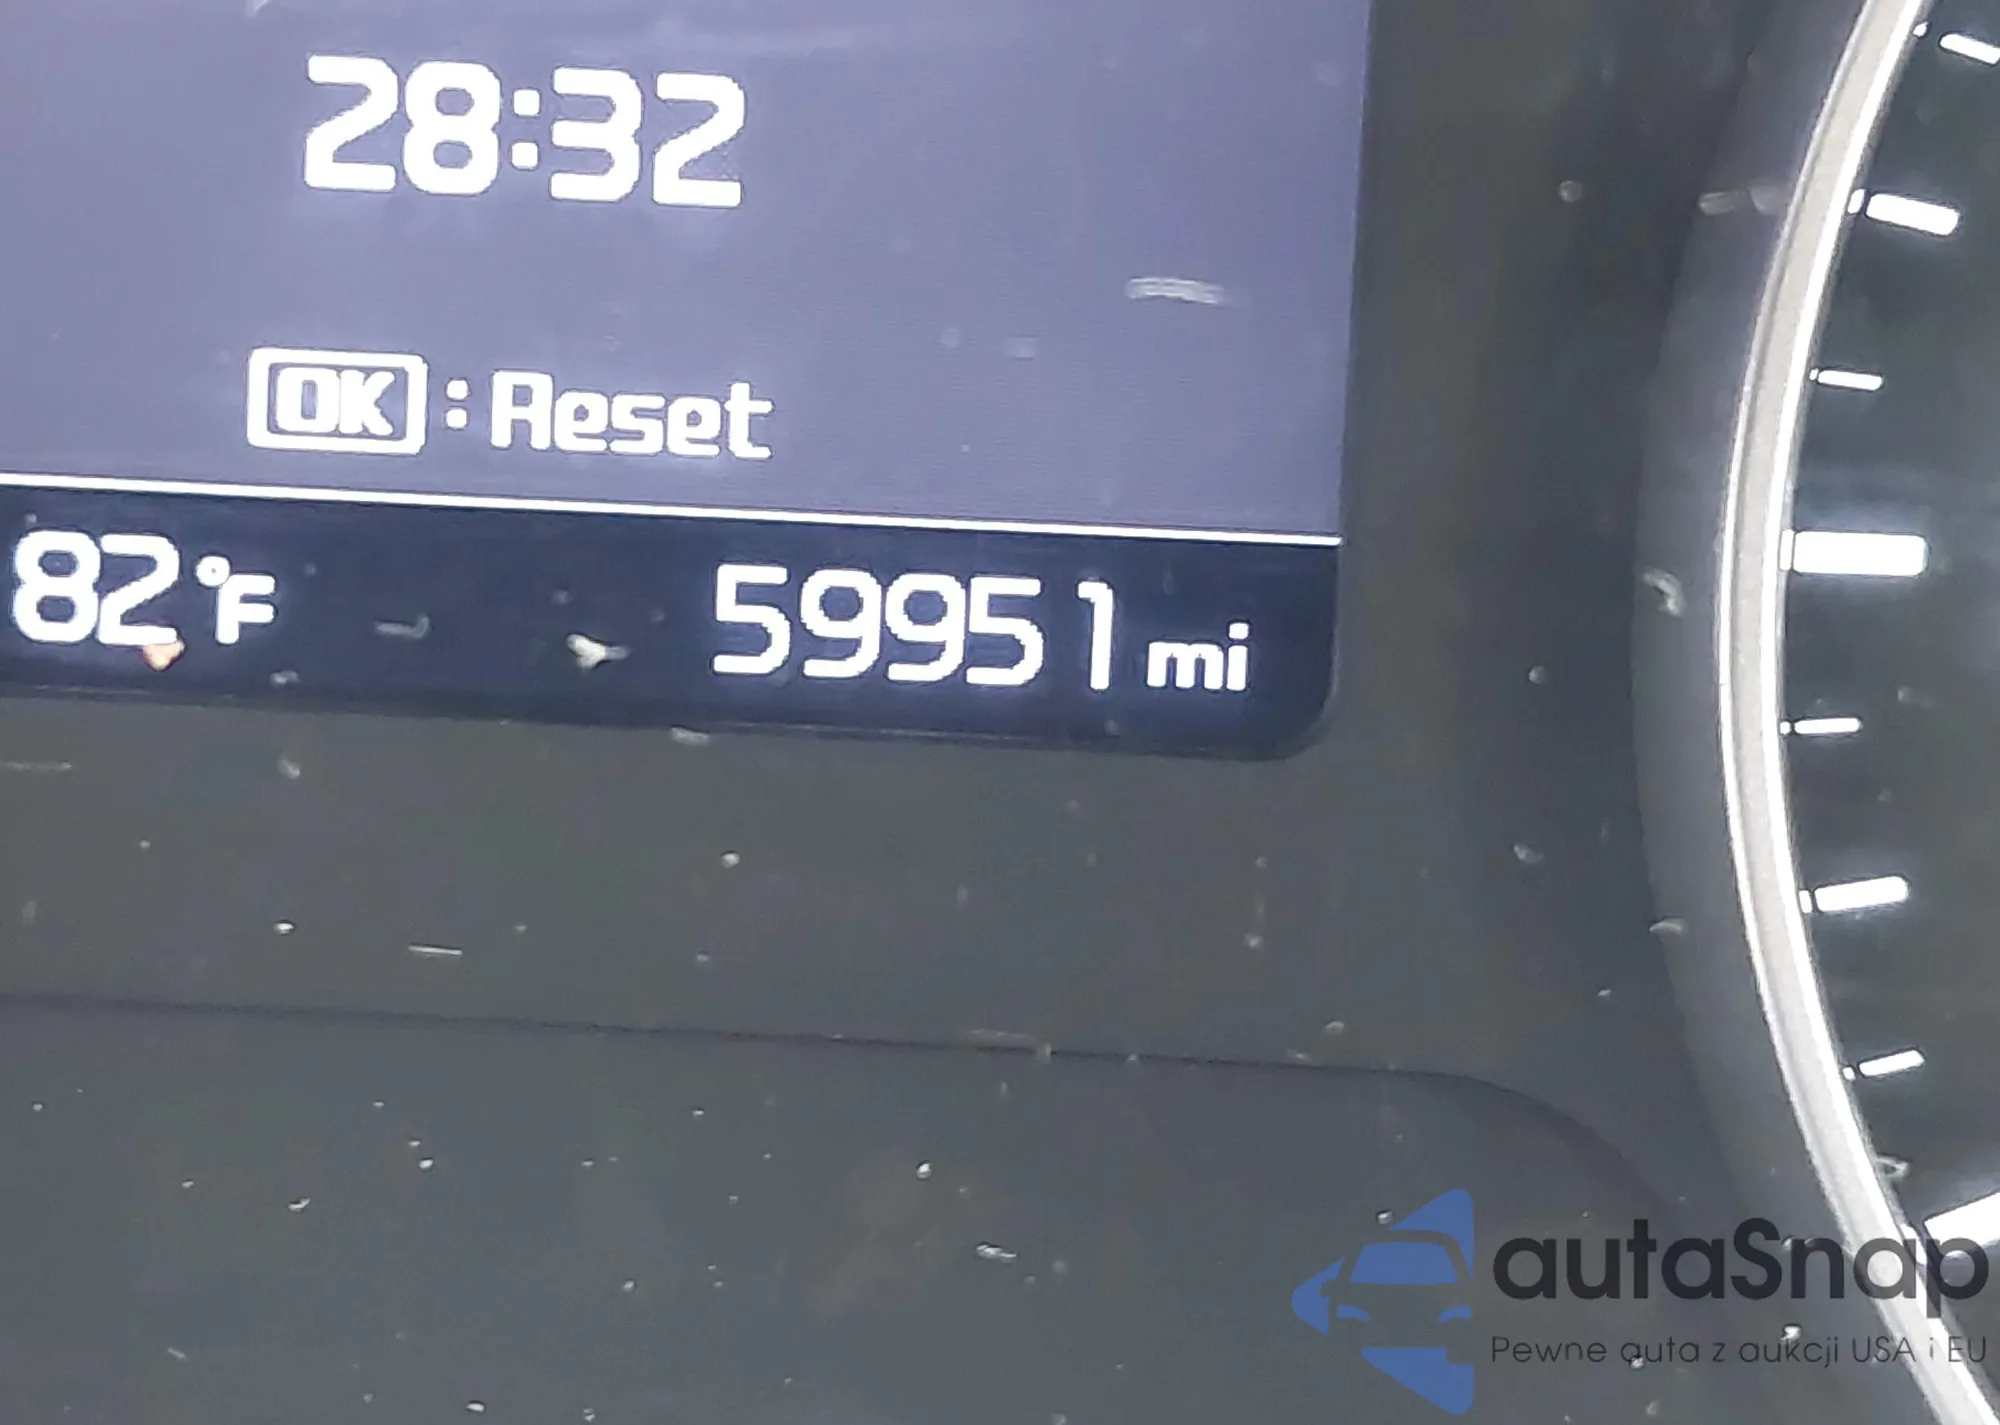 28:32
OK : Reset
82°F 59951 mi
autaSnap
Pewne auta z aukcji USA i EU